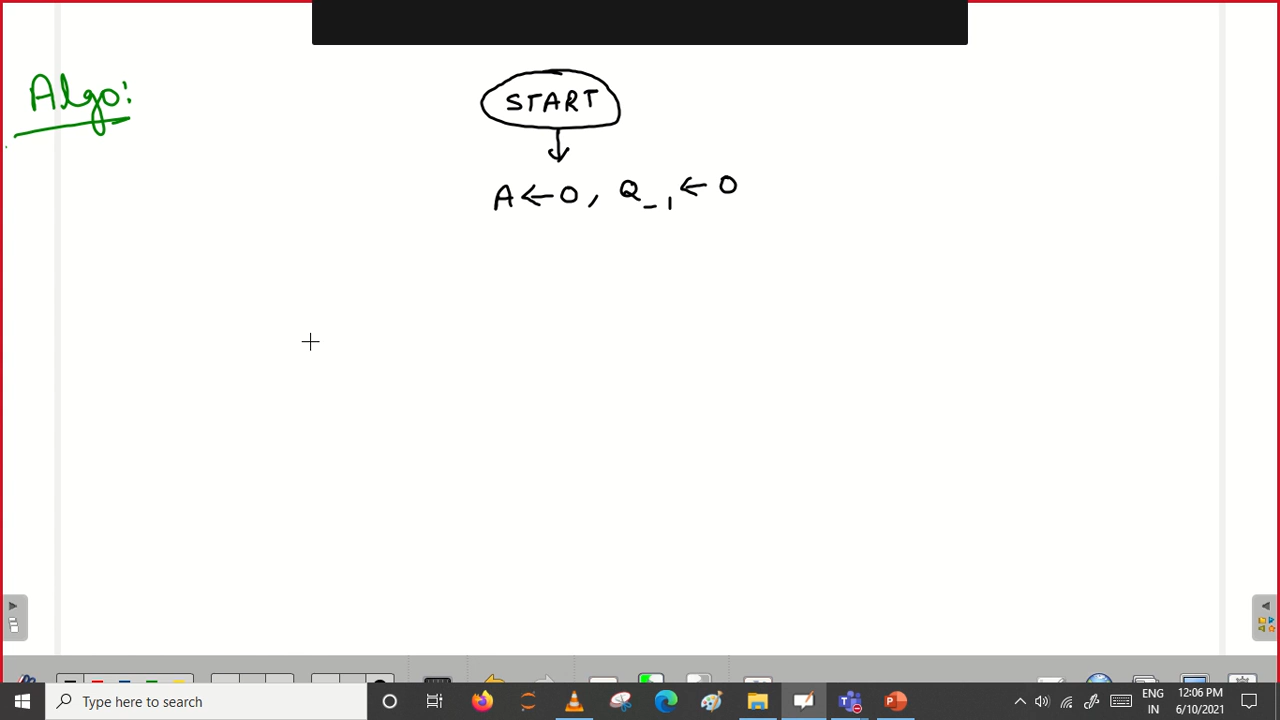 Algo:
START
A ← 0, Q₋₁ ← 0
Type here to search
ENG
IN
12:06 PM
6/10/2021